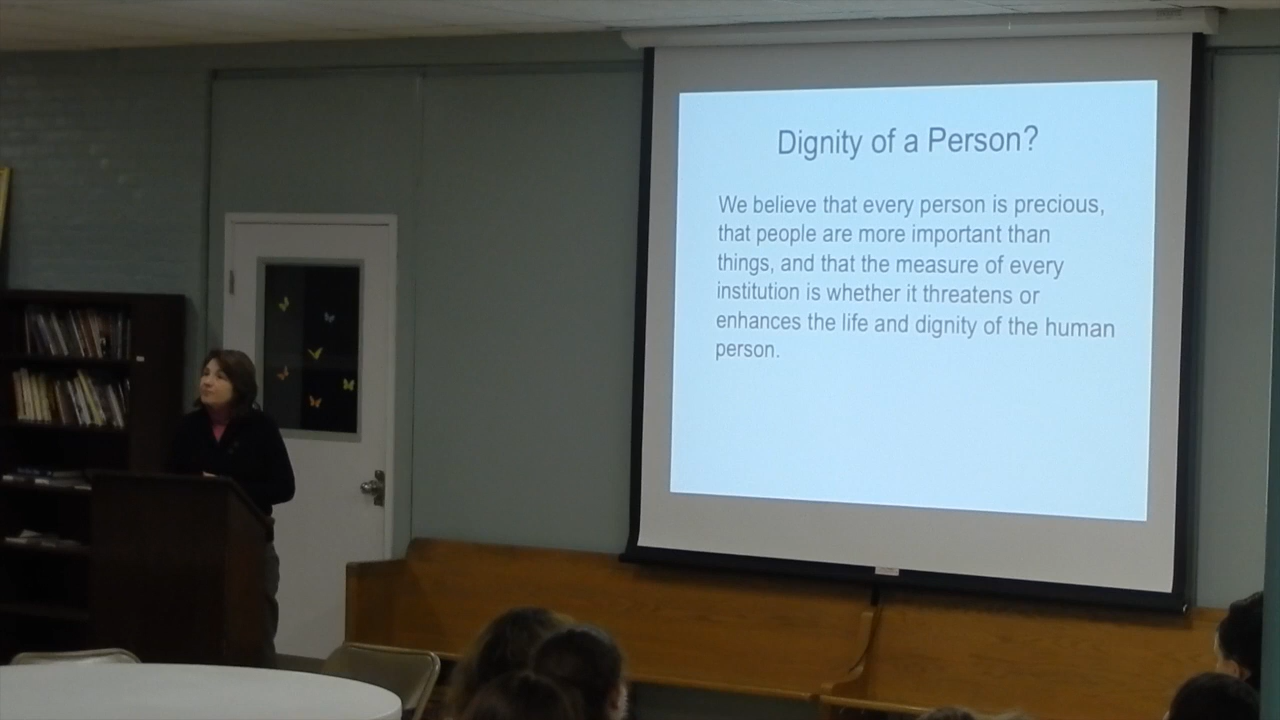 Dignity of a Person?
We believe that every person is precious,
that people are more important than
things, and that the measure of every
institution is whether it threatens or
enhances the life and dignity of the human
person.